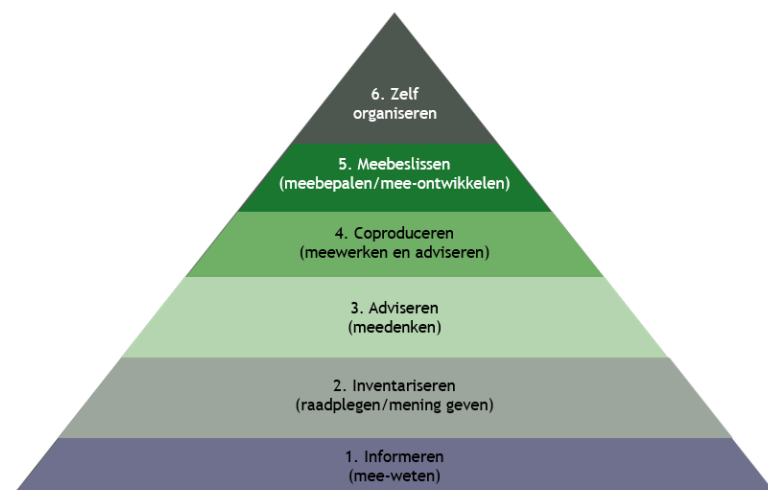 6. Zelf
organiseren
5. Meebeslissen
(meebepalen/mee-ontwikkelen)
4. Coproduceren
(meewerken en adviseren)
3. Adviseren
(meedenken)
2. Inventariseren
(raadplegen/mening geven)
1. Informeren
(mee-weten)